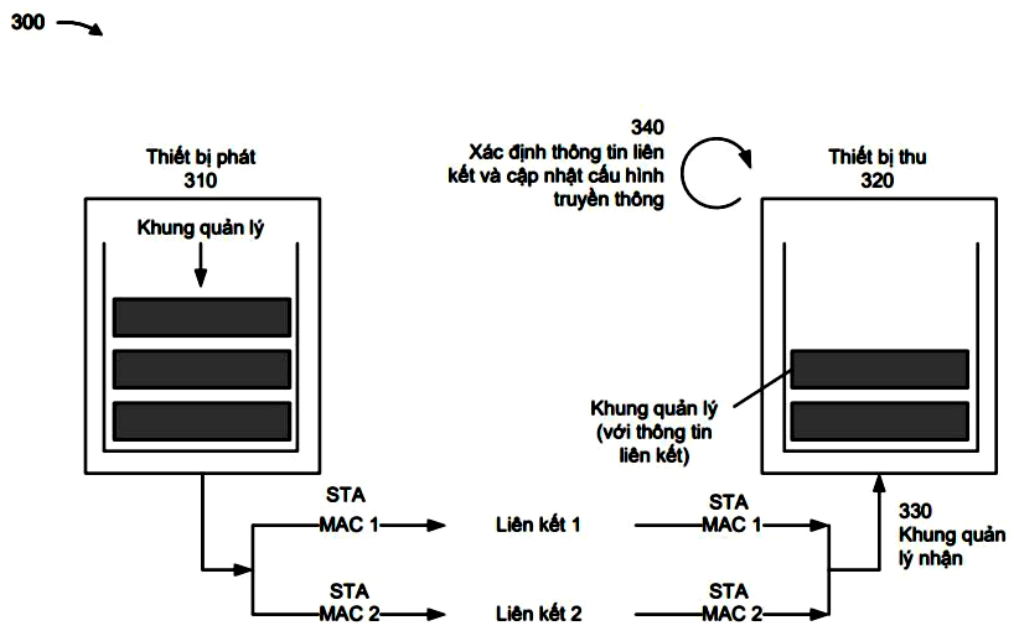 300
Thiết bị phát
310
Khung quản lý
340
Xác định thông tin liên
kết và cập nhật cấu hình
truyền thông
Thiết bị thu
320
Khung quản lý
(với thông tin
liên kết)
STA
MAC 1
Liên kết 1
STA
MAC 1
330
Khung quản
lý nhận
STA
MAC 2
Liên kết 2
STA
MAC 2